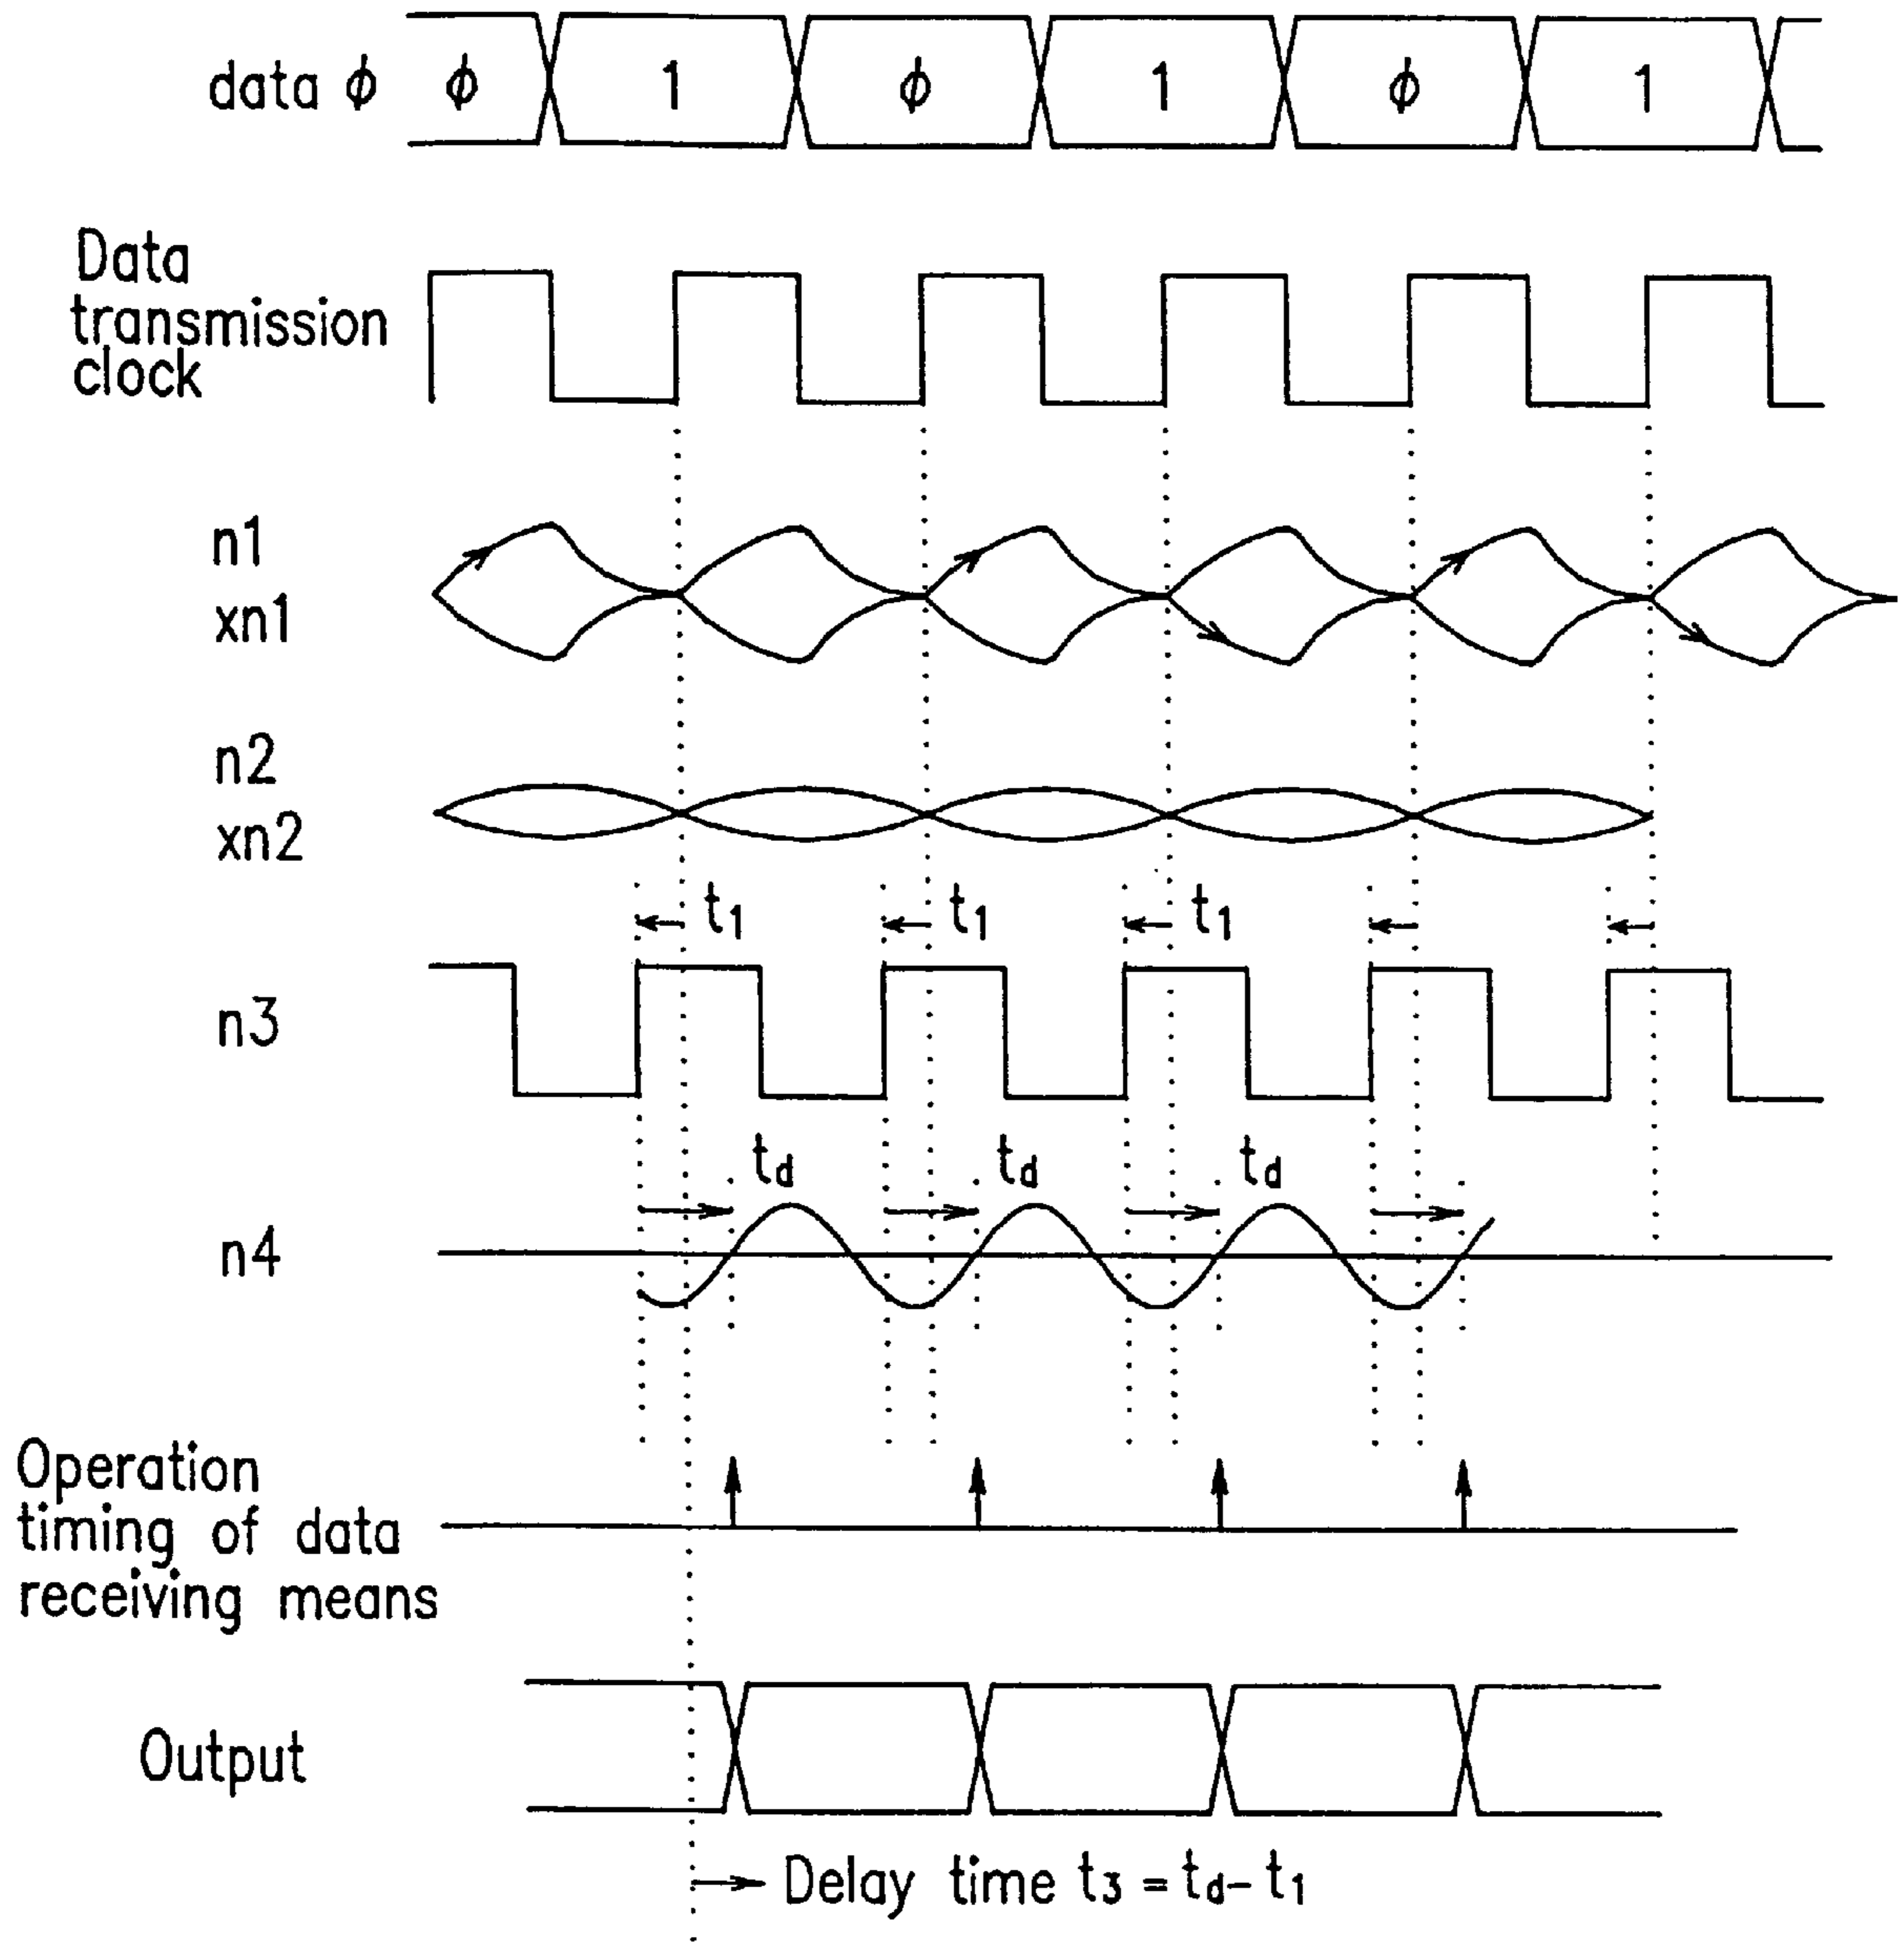 data ϕ ϕ 1 ϕ 1 ϕ 1
Data
transmission
clock
n1
xn1
n2
xn2
t1 t1 t1
n3
td td td
n4
Operation
timing of data
receiving means
Output
Delay time t3 = td – t1